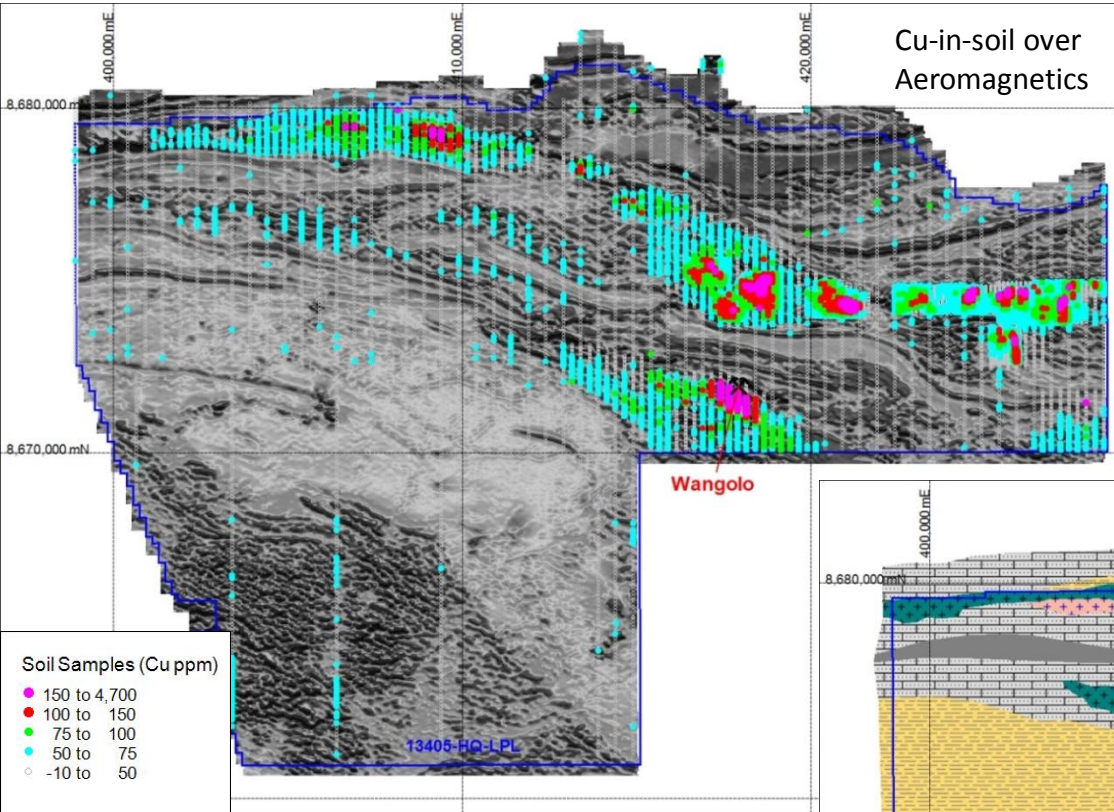 Cu-in-soil over
Aeromagnetics
400,000 mE
410,000 mE
420,000 mE
8,680,000 mN
8,670,000 mN
Wangolo
400,000 mE
8,680,000 mN
Soil Samples (Cu ppm)
150 to 4,700
100 to 150
75 to 100
50 to 75
-10 to 50
13405-HQ-LPL